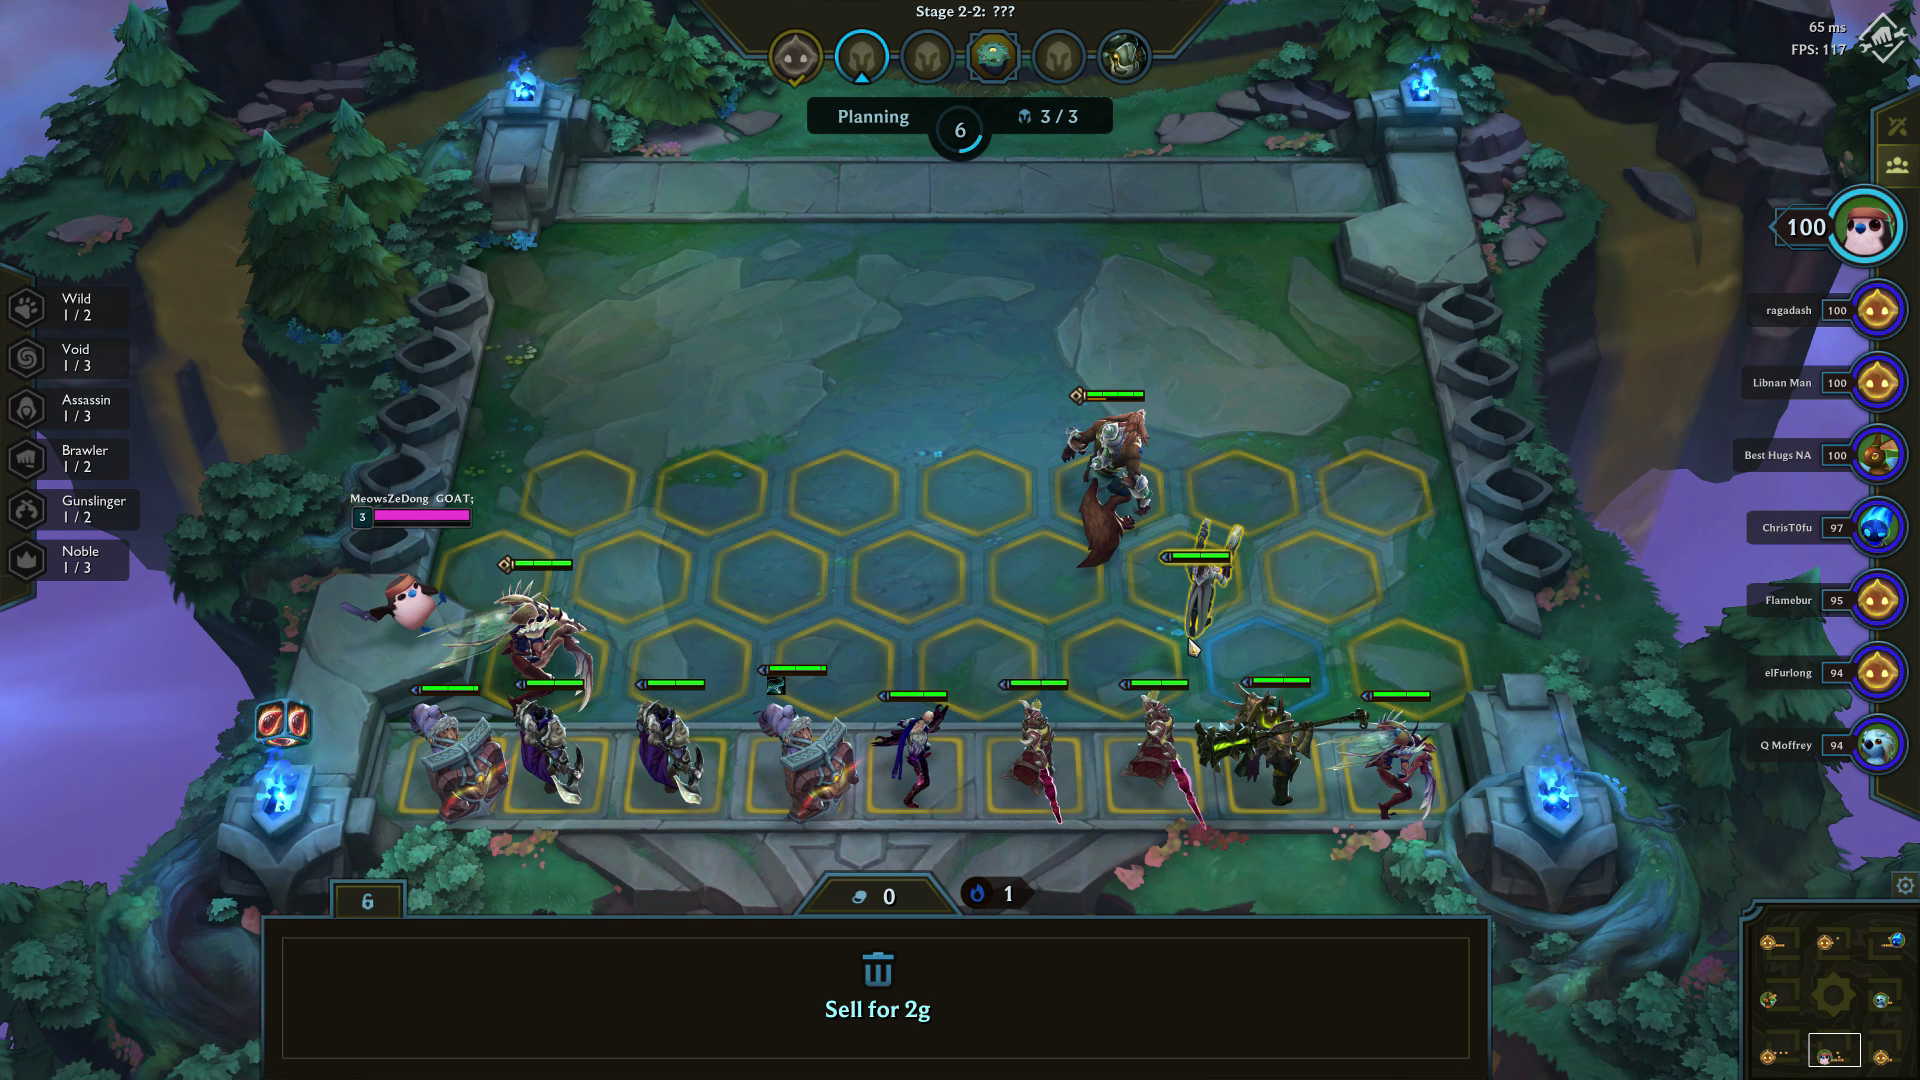 Stage 2-2: ???
65 ms
FPS: 117
Planning
6
3 / 3
100
Wild
1 / 2
Void
1 / 3
Assassin
1 / 3
Brawler
1 / 2
Gunslinger
1 / 2
Noble
1 / 3
ragadash 100
Libnan Man 100
Best Hugs NA 100
ChrisT0fu 97
Flamebur 95
elFurlong 94
Q Moffrey 94
MeowsZeDong GOAT;
3
6
0
1
Sell for 2g